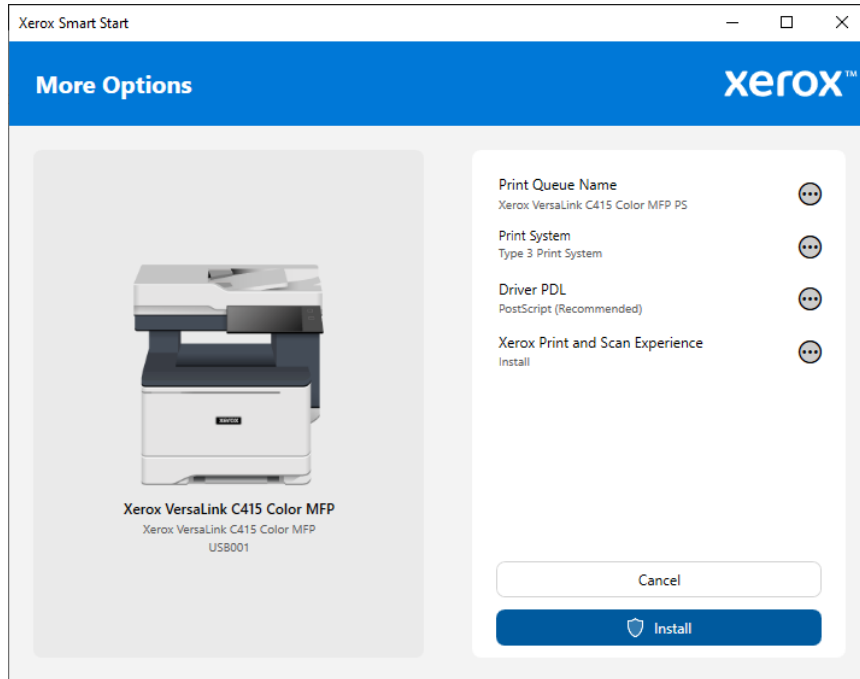 Xerox Smart Start
More Options
xerox™
Xerox VersaLink C415 Color MFP
Xerox VersaLink C415 Color MFP
USB001
Print Queue Name
Xerox VersaLink C415 Color MFP PS
Print System
Type 3 Print System
Driver PDL
PostScript (Recommended)
Xerox Print and Scan Experience
Install
Cancel
Install